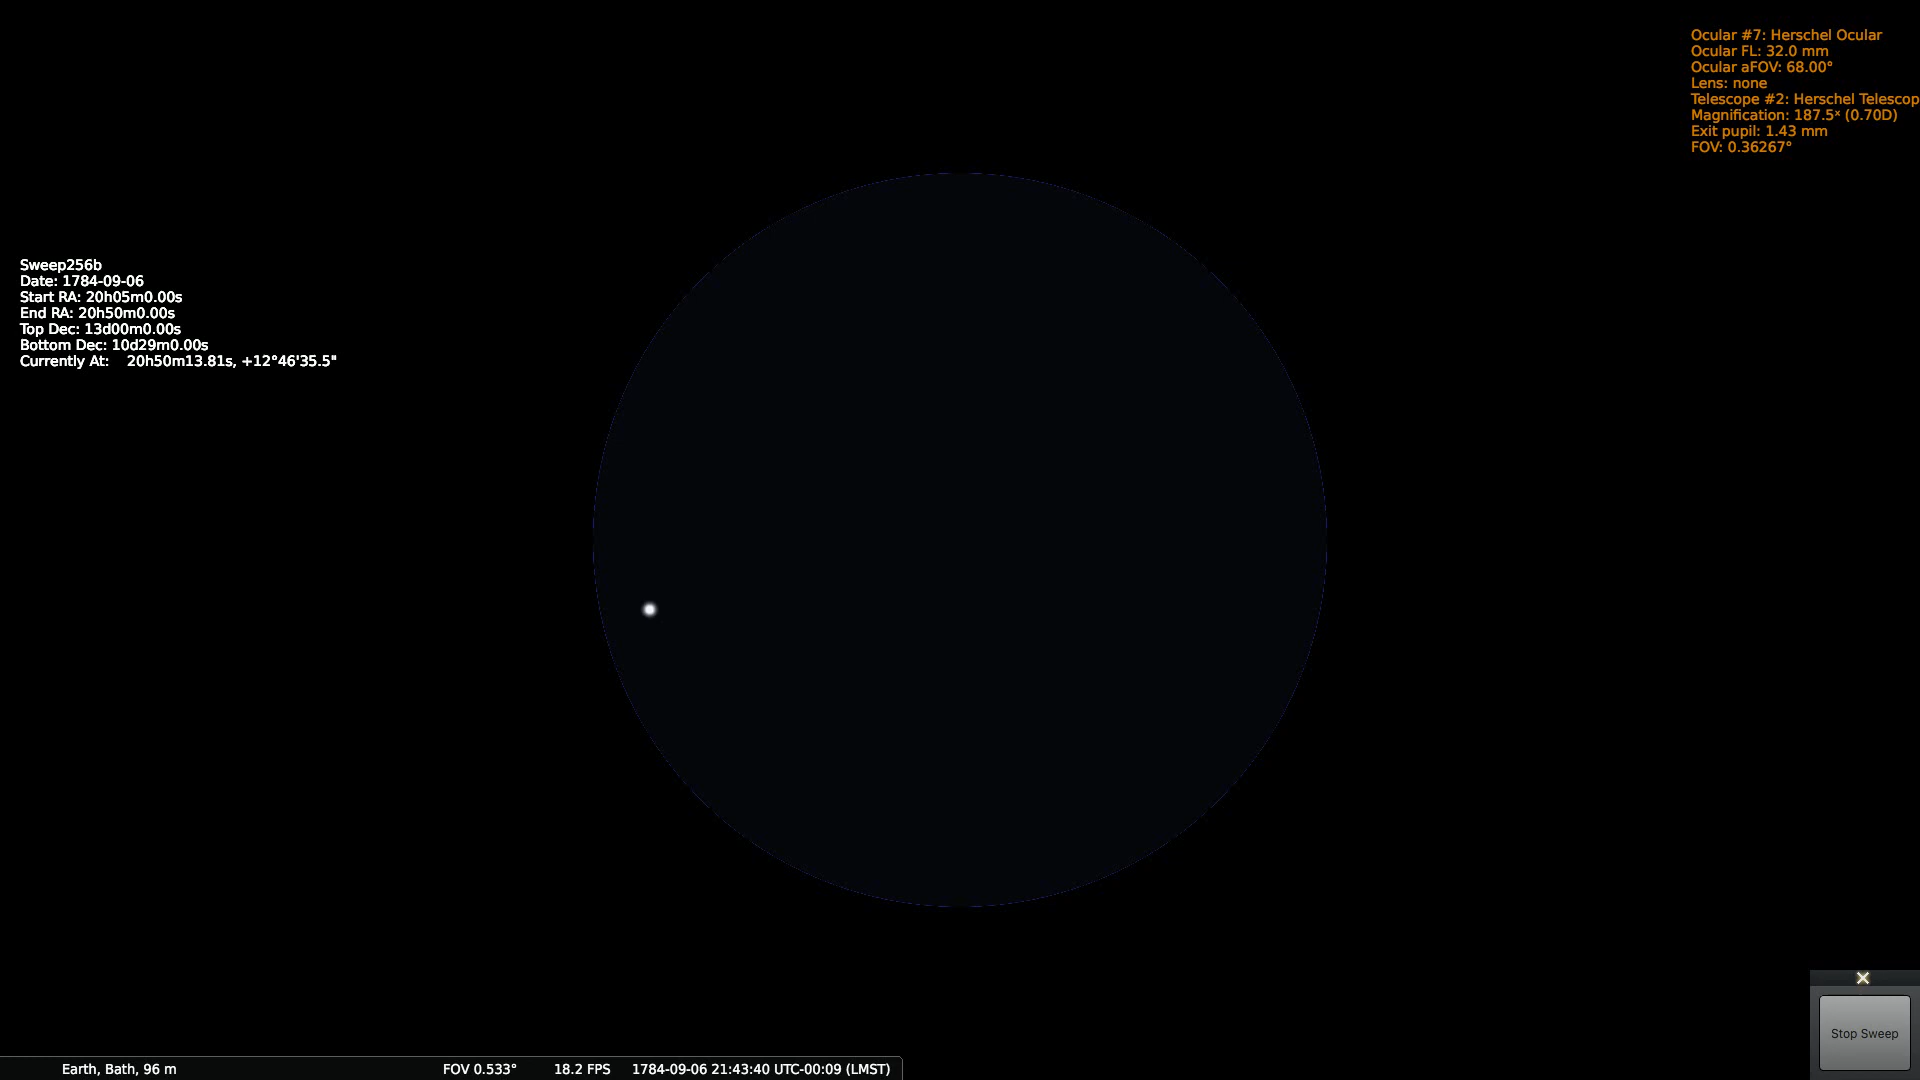 Ocular #7: Herschel Ocular
Ocular FL: 32.0 mm
Ocular aFOV: 68.00°
Lens: none
Telescope #2: Herschel Telescop
Magnification: 187.5ˣ (0.70D)
Exit pupil: 1.43 mm
FOV: 0.36267°
Sweep256b
Date: 1784-09-06
Start RA: 20h05m0.00s
End RA: 20h50m0.00s
Top Dec: 13d00m0.00s
Bottom Dec: 10d29m0.00s
Currently At: 20h50m13.81s, +12°46'35.5"
Stop Sweep
Earth, Bath, 96 m FOV 0.533° 18.2 FPS 1784-09-06 21:43:40 UTC-00:09 (LMST)